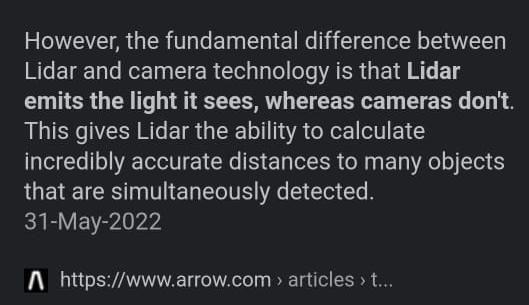 However, the fundamental difference between
Lidar and camera technology is that Lidar
emits the light it sees, whereas cameras don't.
This gives Lidar the ability to calculate
incredibly accurate distances to many objects
that are simultaneously detected.
31-May-2022
https://www.arrow.com › articles › t...